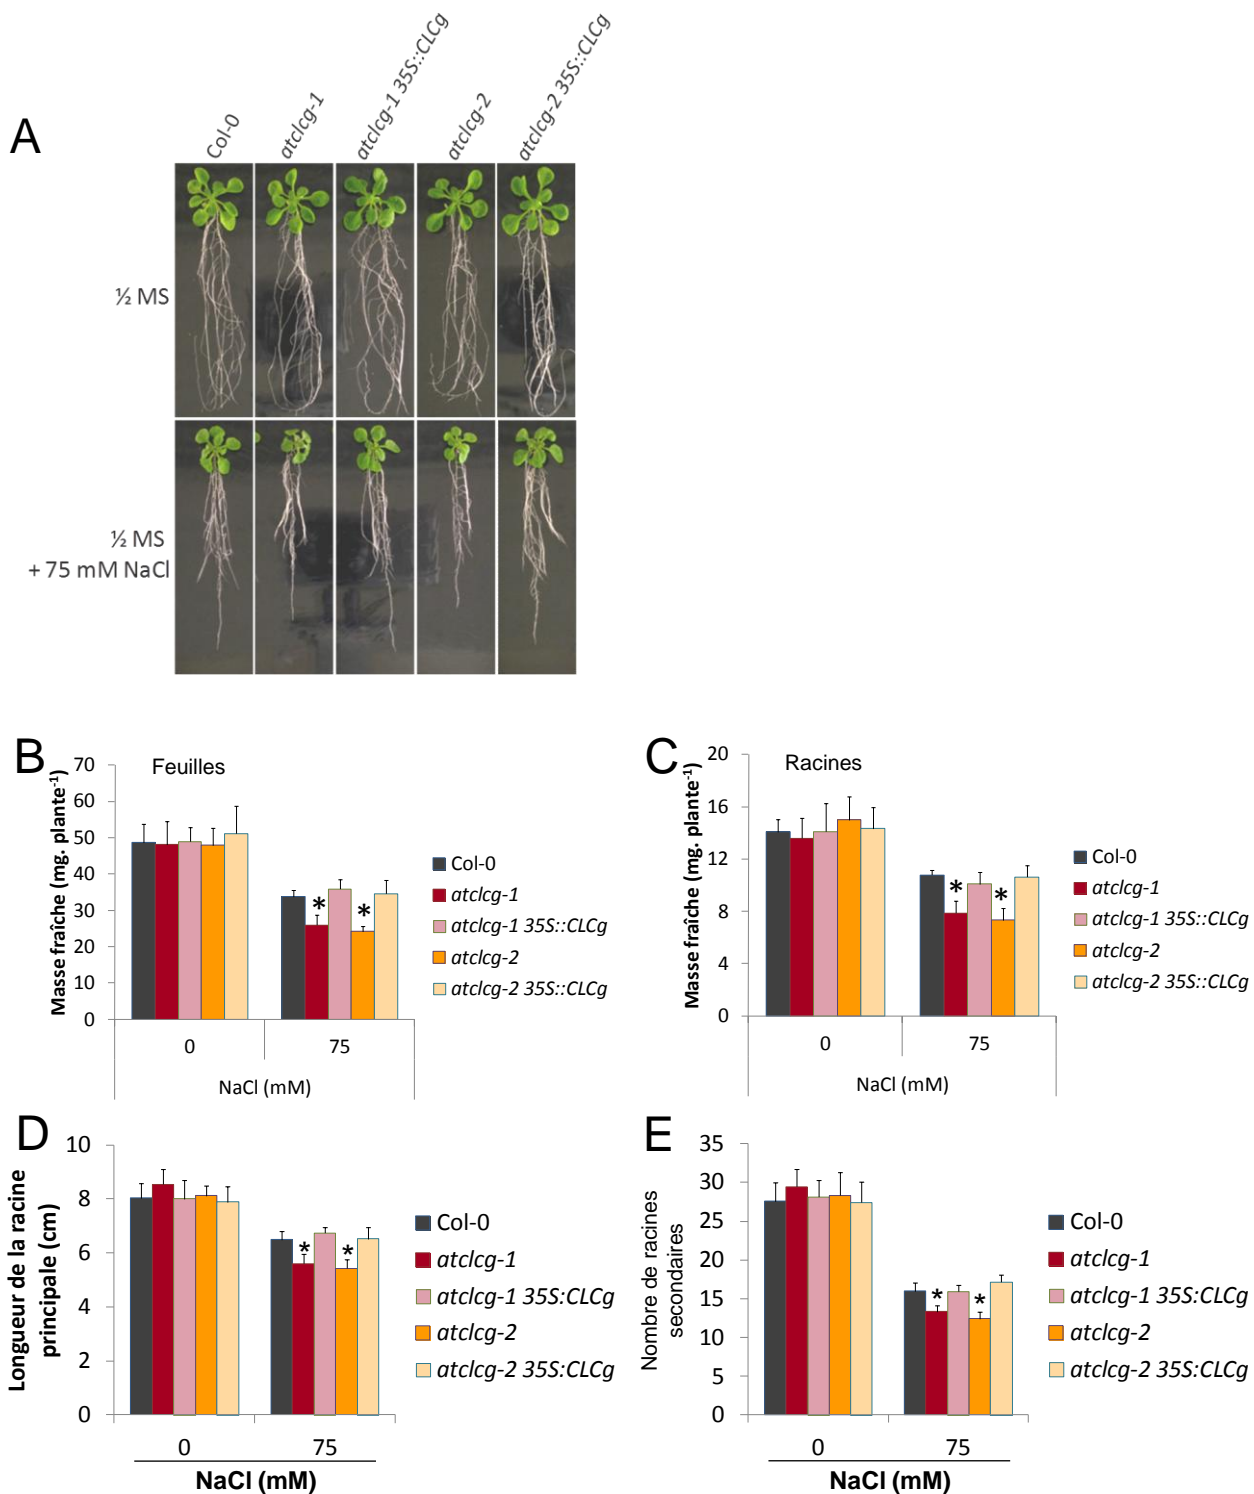 A
Col-0
atclcg-1
atclcg-1 35S::CLCg
atclcg-2
atclcg-2 35S::CLCg
½ MS
½ MS
+ 75 mM NaCl
B
Feuilles
Masse fraîche (mg. plante-1)
70
60
50
40
30
20
10
0
*
*
0
75
NaCl (mM)
Col-0
atclcg-1
atclcg-1 35S::CLCg
atclcg-2
atclcg-2 35S::CLCg
C
Racines
Masse fraîche (mg. plante-1)
20
16
12
8
4
0
*
*
0
75
NaCl (mM)
Col-0
atclcg-1
atclcg-1 35S::CLCg
atclcg-2
atclcg-2 35S::CLCg
D
Longueur de la racine
principale (cm)
10
8
6
4
2
0
*
*
0
75
NaCl (mM)
Col-0
atclcg-1
atclcg-1 35S:CLCg
atclcg-2
atclcg-2 35S:CLCg
E
Nombre de racines
secondaires
35
30
25
20
15
10
5
0
*
*
0
75
NaCl (mM)
Col-0
atclcg-1
atclcg-1 35S:CLCg
atclcg-2
atclcg-2 35S:CLCg